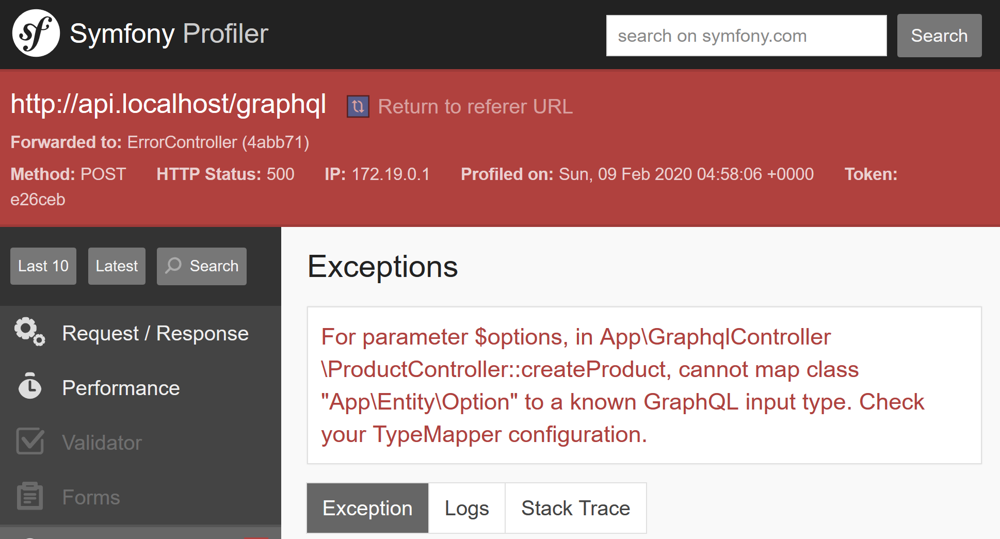 Symfony Profiler
search on symfony.com
Search
http://api.localhost/graphql
Return to referer URL
Forwarded to: ErrorController (4abb71)
Method: POST HTTP Status: 500 IP: 172.19.0.1 Profiled on: Sun, 09 Feb 2020 04:58:06 +0000 Token:
e26ceb
Last 10
Latest
Search
Request / Response
Performance
Validator
Forms
Exceptions
For parameter $options, in App\GraphqlController
\ProductController::createProduct, cannot map class
"App\Entity\Option" to a known GraphQL input type. Check
your TypeMapper configuration.
Exception
Logs
Stack Trace